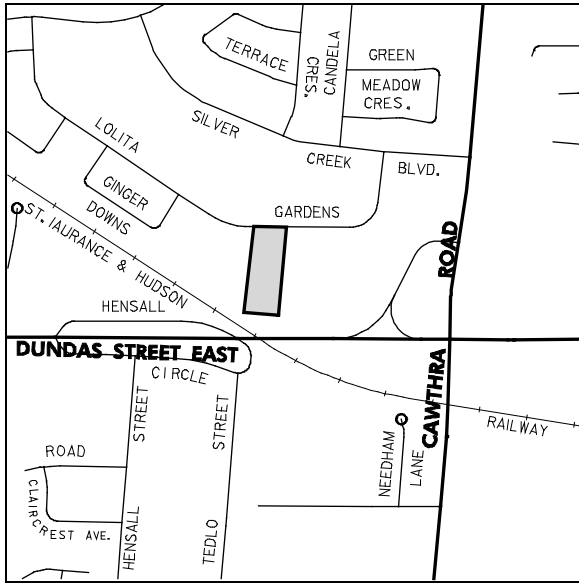 TERRACE
CANDELA
CRES.
GREEN
MEADOW
CRES.
SILVER
CREEK
BLVD.
LOLITA
GARDENS
GINGER
DOWNS
ST. IAURANCE & HUDSON
RAILWAY
HENSALL
CIRCLE
DUNDAS STREET EAST
CAWTHRA
ROAD
HENSALL
STREET
TEDLO
STREET
NEEDHAM
LANE
ROAD
CLAIRCREST AVE.